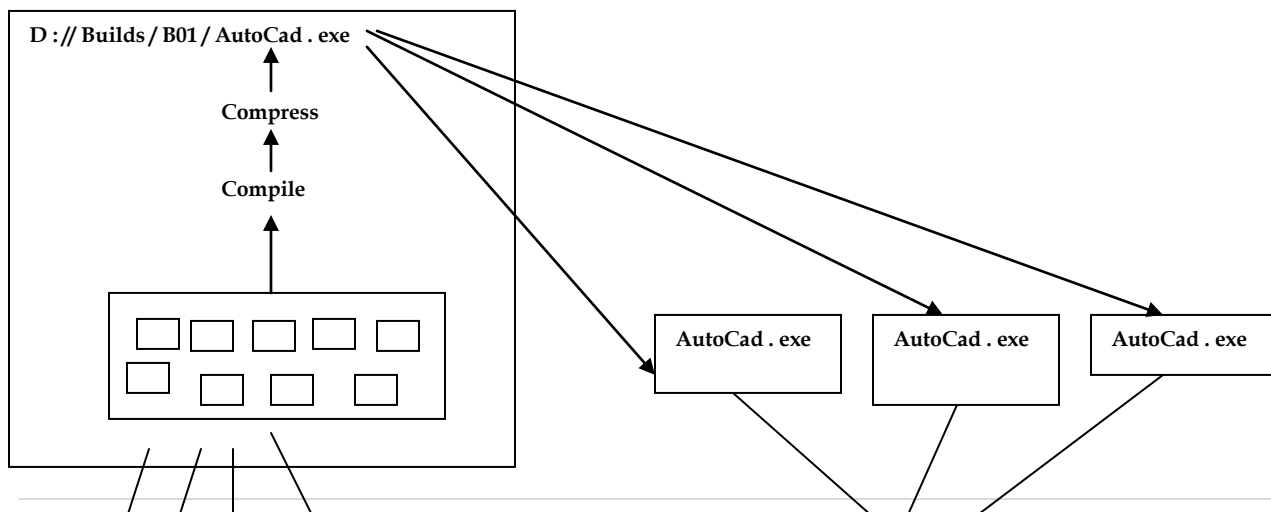 D : // Builds / B01 / AutoCad . exe
Compress
Compile
AutoCad . exe
AutoCad . exe
AutoCad . exe